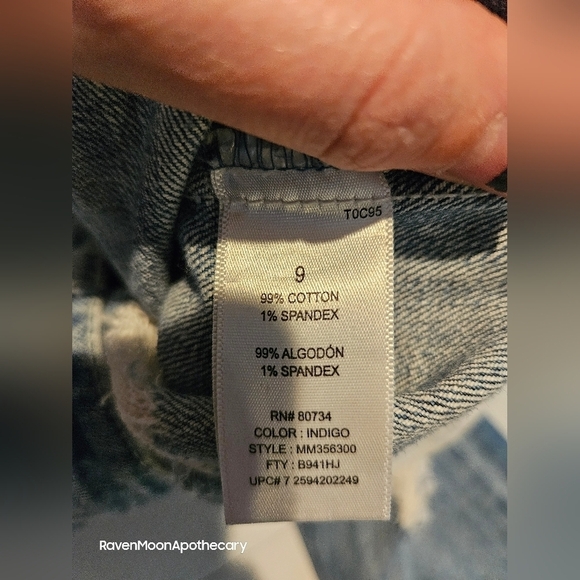 T0C95
9
99% COTTON
1% SPANDEX
99% ALGODÓN
1% SPANDEX
RN# 80734
COLOR : INDIGO
STYLE : MM356300
FTY : B941HJ
UPC# 7 2594202249
RavenMoonApothecary